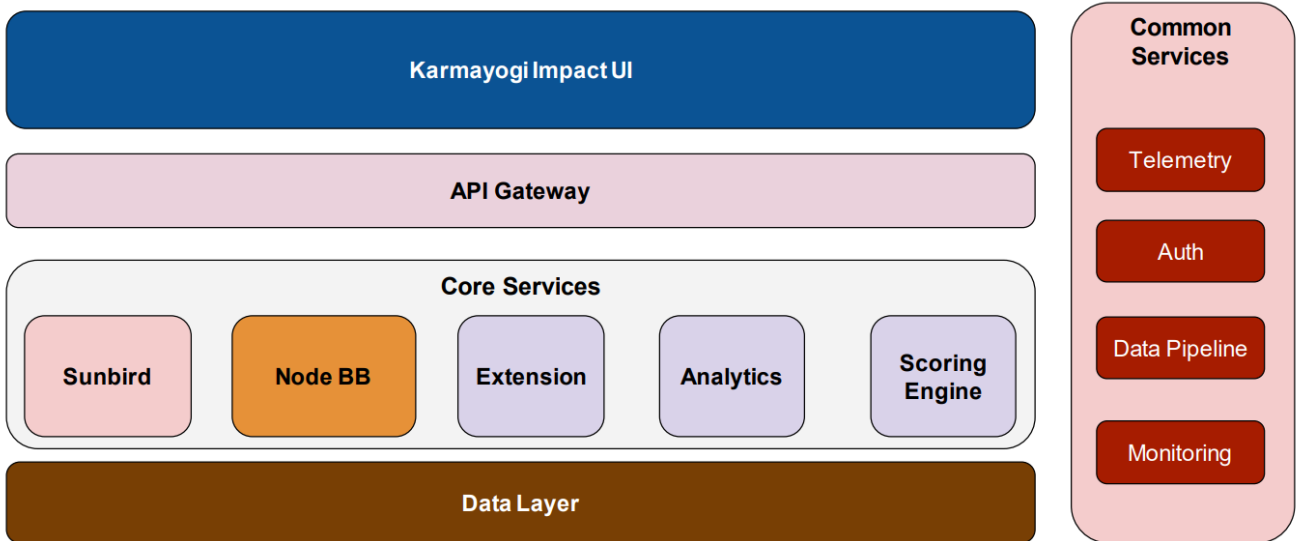 Karmayogi Impact UI
API Gateway
Core Services
Sunbird
Node BB
Extension
Analytics
Scoring
Engine
Data Layer
Common
Services
Telemetry
Auth
Data Pipeline
Monitoring